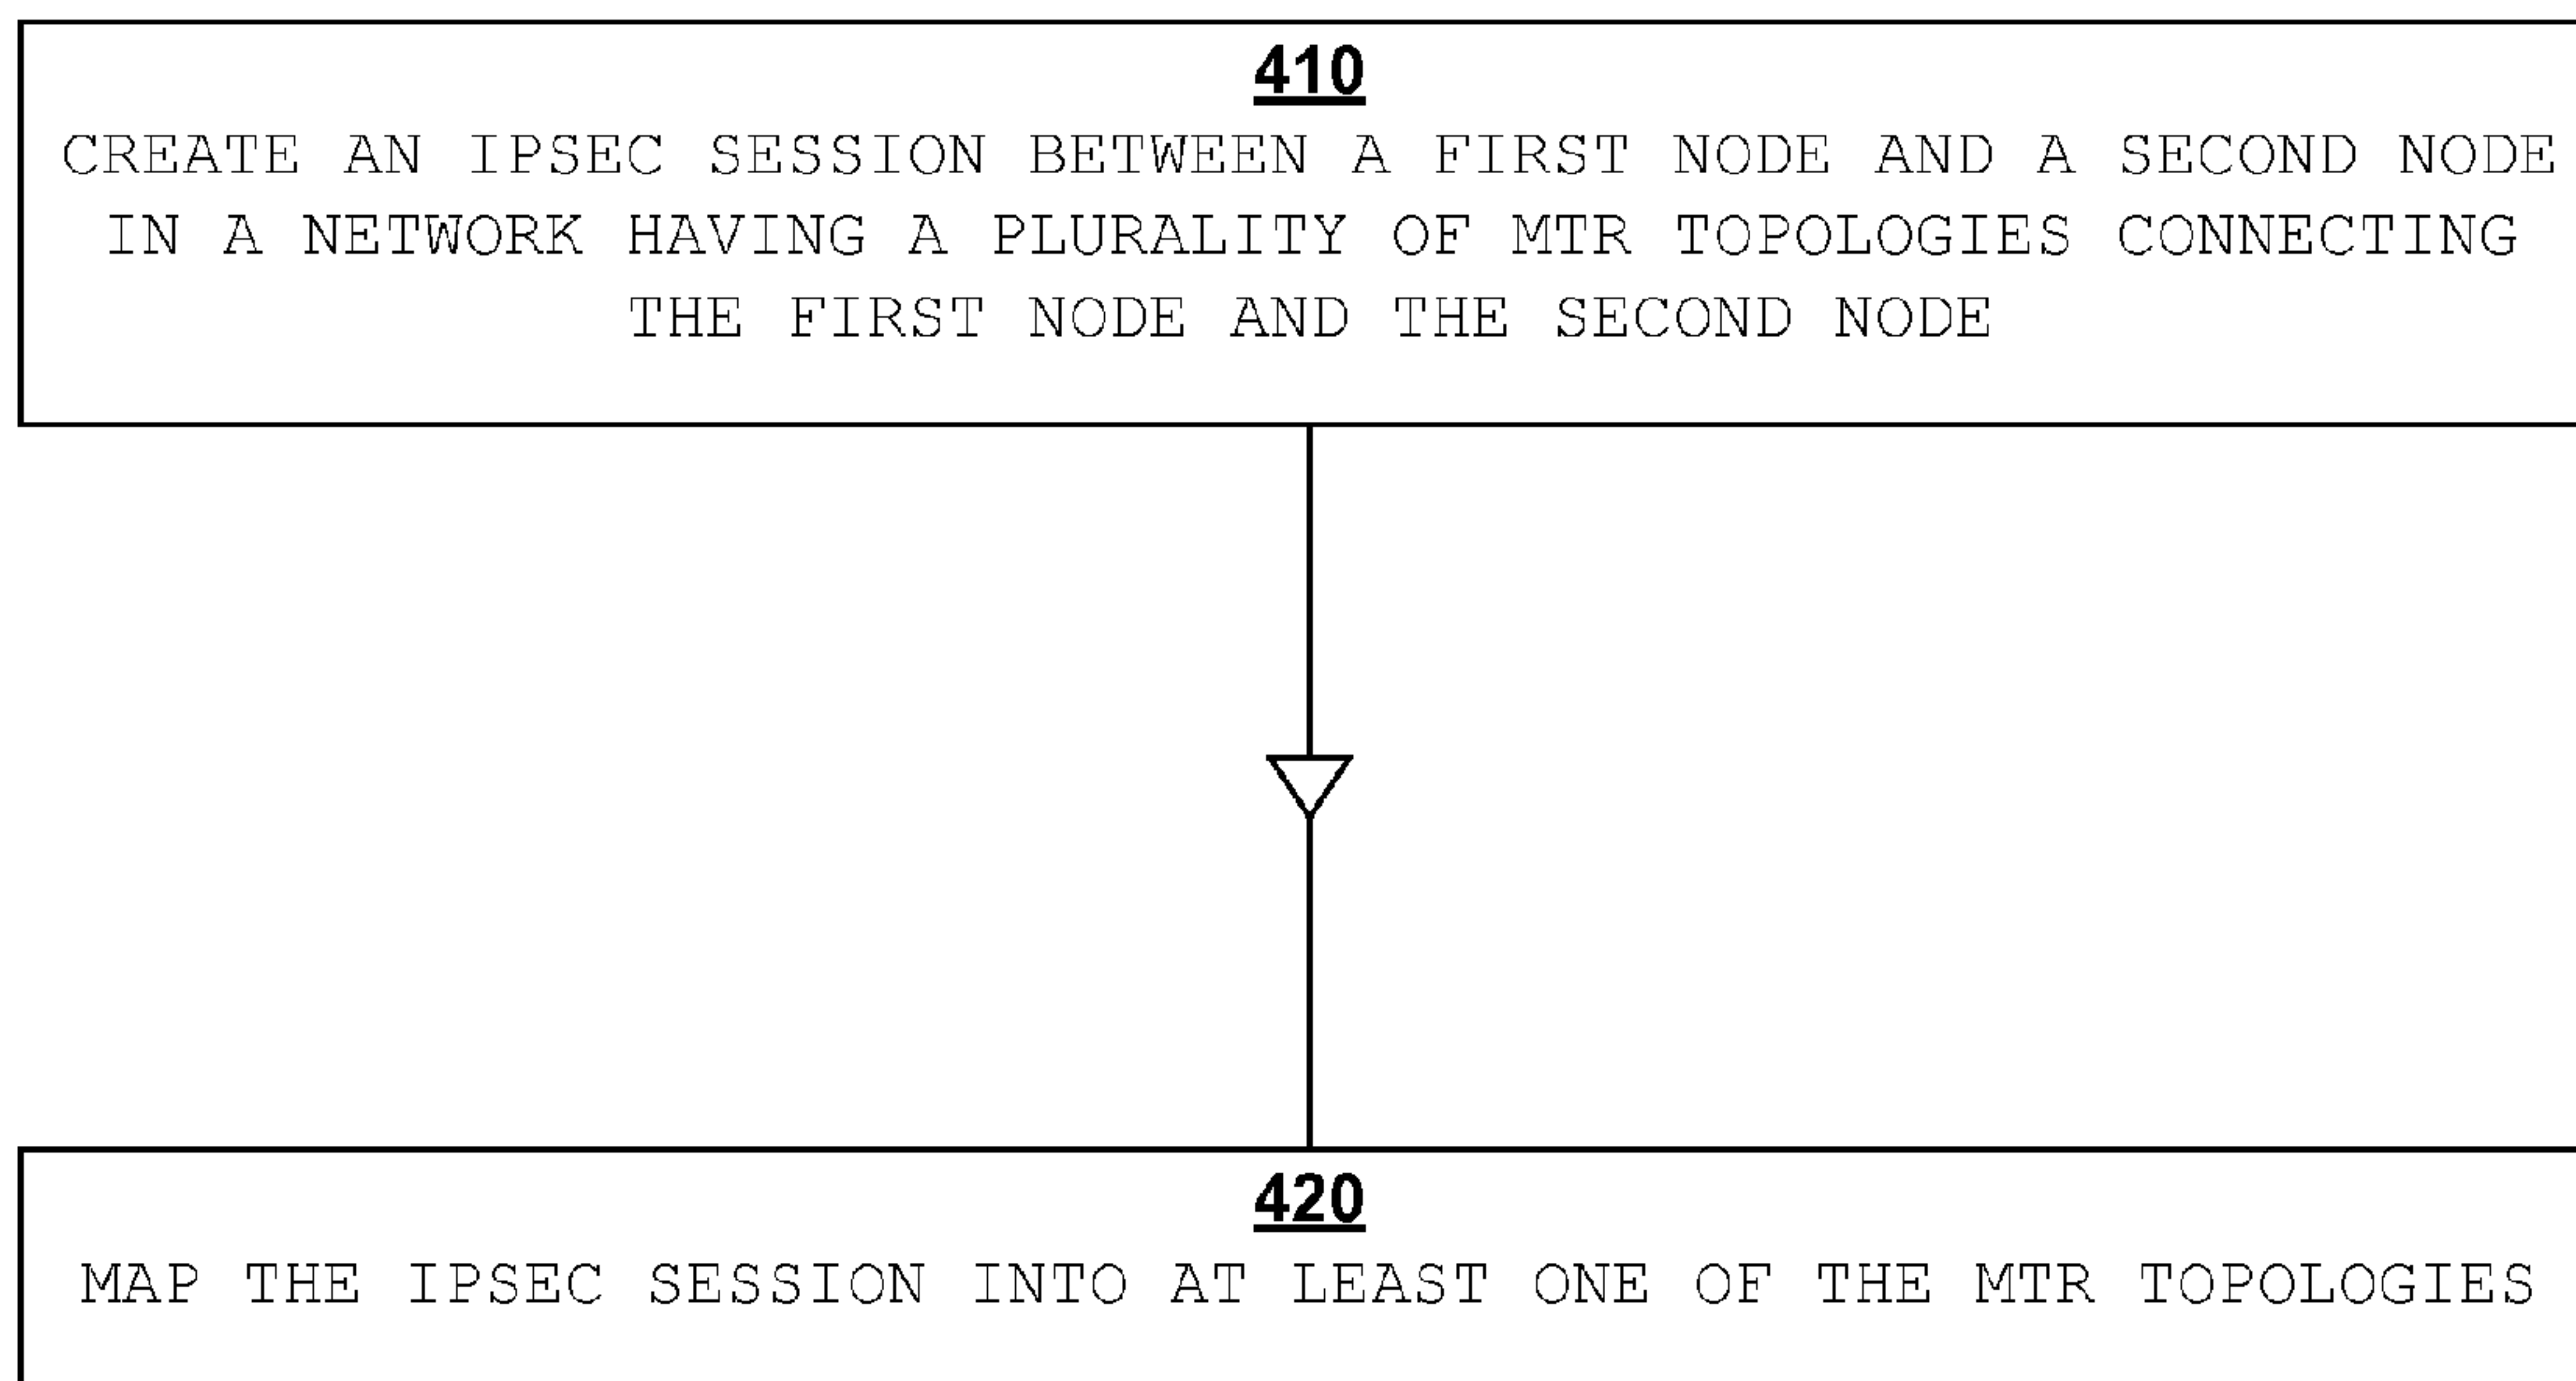 410
CREATE AN IPSEC SESSION BETWEEN A FIRST NODE AND A SECOND NODE
IN A NETWORK HAVING A PLURALITY OF MTR TOPOLOGIES CONNECTING
THE FIRST NODE AND THE SECOND NODE
420
MAP THE IPSEC SESSION INTO AT LEAST ONE OF THE MTR TOPOLOGIES